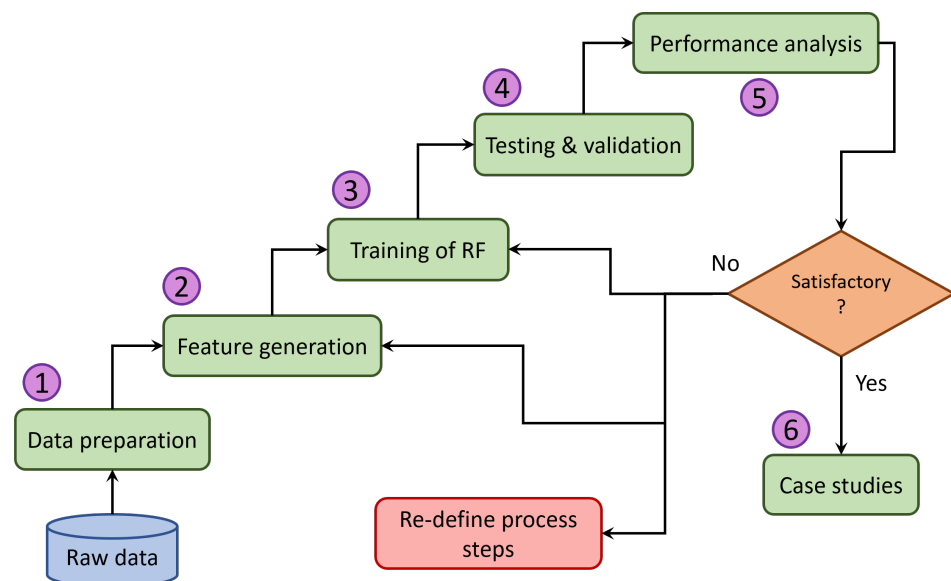 Performance analysis
5
4
Testing & validation
3
Training of RF
No
Satisfactory
?
2
Feature generation
Yes
1
Data preparation
6
Case studies
Re-define process
steps
Raw data